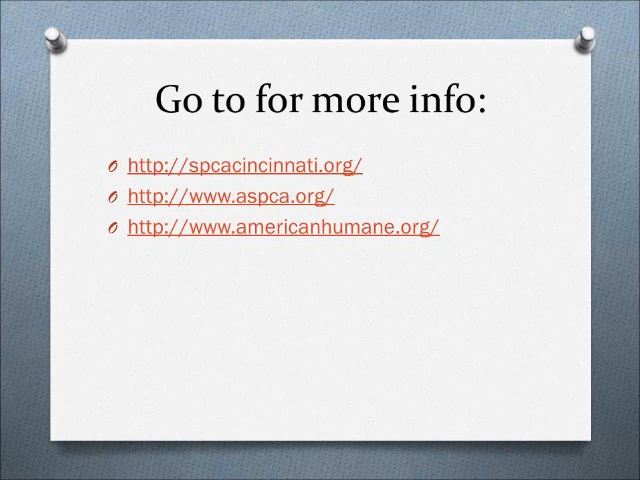 Go to for more info:
http://spcacincinnati.org/
http://www.aspca.org/
http://www.americanhumane.org/